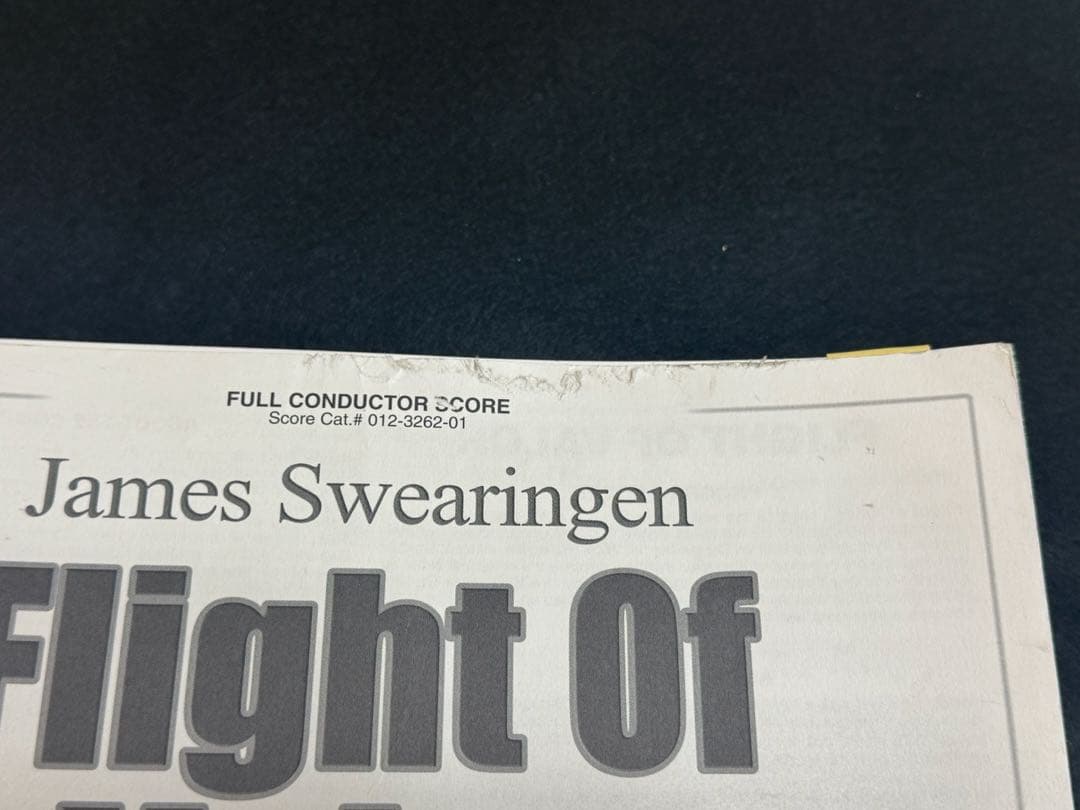 FULL CONDUCTOR SCORE
Score Cat.# 012-3262-01
James Swearingen
Flight Of